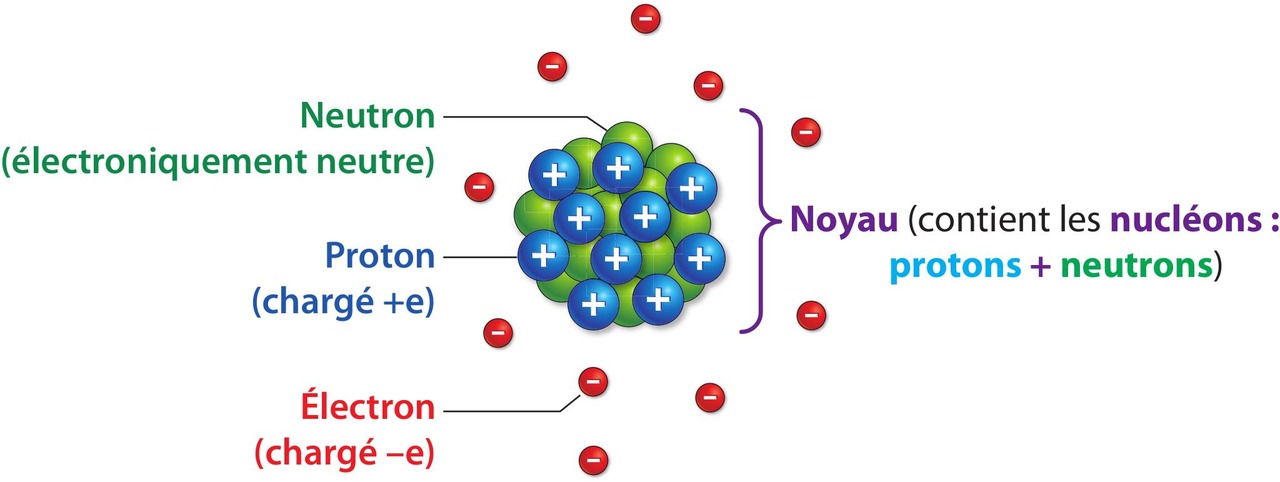 Neutron
(électroniquement neutre)
Proton
(chargé +e)
Électron
(chargé –e)
Noyau (contient les nucléons :
protons + neutrons)